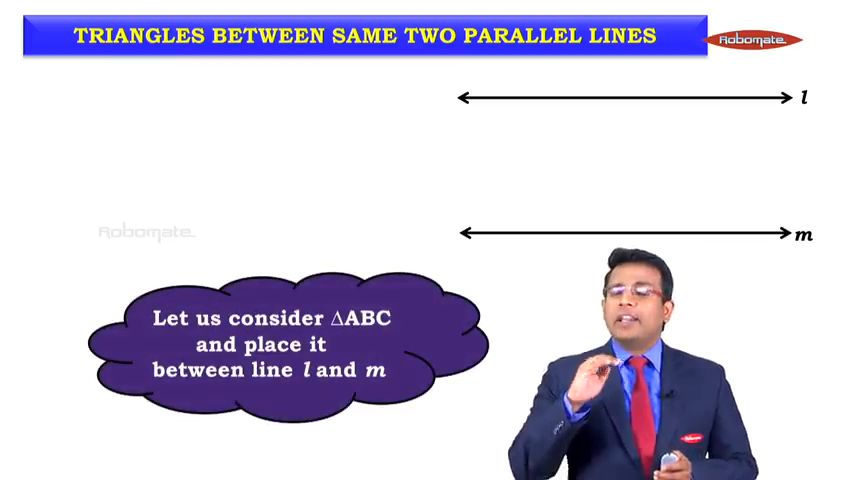 TRIANGLES BETWEEN SAME TWO PARALLEL LINES
Robomate
l
Robomate
m
Let us consider ∆ABC
and place it
between line l and m